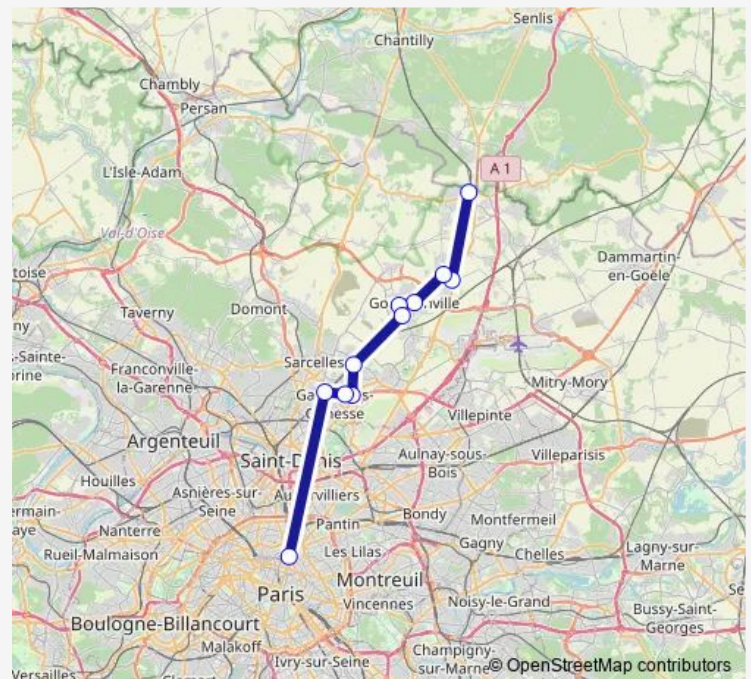 Senlis
Chantilly
Chambly
Persan
A 1
L'Isle-Adam
Val-d'Oise
Dammartin-
en-Goële
Taverny
Domont
Sarcelles
Franconville-
la-Garenne
Mitry-Mory
Villepinte
Argenteuil
Saint-Denis
Aulnay-sous-
Bois
Villeparisis
Houilles
Asnières-sur-
Seine
Bondy
Montfermeil
Nanterre
Pantin
Gagny
Chelles
Lagny-sur-
Marne
Rueil-Malmaison
Les Lilas
Montreuil
Paris
Vincennes
Noisy-le-Grand
Bussy-Saint-
Georges
Boulogne-Billancourt
Malakoff
Ivry-sur-Seine
Champigny-
sur-Marne
© OpenStreetMap contributors